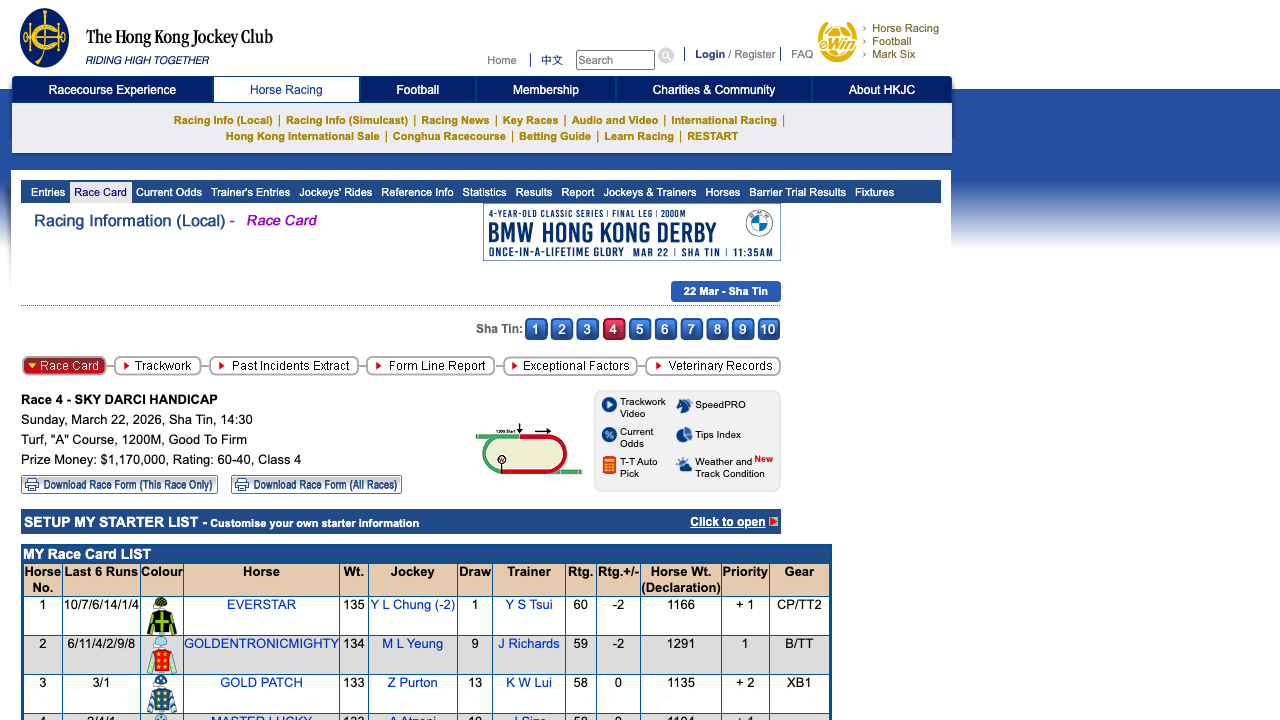 The Hong Kong Jockey Club
RIDING HIGH TOGETHER
Home | 中文 Search Login / Register FAQ
eWin
Horse Racing
Football
Mark Six
Racecourse Experience Horse Racing Football Membership Charities & Community About HKJC
Racing Info (Local) | Racing Info (Simulcast) | Racing News | Key Races | Audio and Video | International Racing |
Hong Kong International Sale | Conghua Racecourse | Betting Guide | Learn Racing | RESTART
Entries Race Card Current Odds Trainer's Entries Jockeys' Rides Reference Info Statistics Results Report Jockeys & Trainers Horses Barrier Trial Results Fixtures
Racing Information (Local) - Race Card
4-YEAR-OLD CLASSIC SERIES | FINAL LEG | 2000M
BMW HONG KONG DERBY
ONCE-IN-A-LIFETIME GLORY MAR 22 | SHA TIN | 11:35AM
BMW
22 Mar - Sha Tin
Sha Tin: 1 2 3 4 5 6 7 8 9 10
Race Card Trackwork Past Incidents Extract Form Line Report Exceptional Factors Veterinary Records
Race 4 - SKY DARCI HANDICAP
Sunday, March 22, 2026, Sha Tin, 14:30
Turf, "A" Course, 1200M, Good To Firm
Prize Money: $1,170,000, Rating: 60-40, Class 4
1200 Start
Trackwork Video
SpeedPRO
Current Odds
Tips Index
T-T Auto Pick
Weather and Track Condition New
Download Race Form (This Race Only) Download Race Form (All Races)
SETUP MY STARTER LIST - Customise your own starter information Click to open
MY Race Card LIST
Horse No. Last 6 Runs Colour Horse Wt. Jockey Draw Trainer Rtg. Rtg.+/- Horse Wt. (Declaration) Priority Gear
1 10/7/6/14/1/4 EVERSTAR 135 Y L Chung (-2) 1 Y S Tsui 60 -2 1166 + 1 CP/TT2
2 6/11/4/2/9/8 GOLDENTRONICMIGHTY 134 M L Yeung 9 J Richards 59 -2 1291 1 B/TT
3 3/1 GOLD PATCH 133 Z Purton 13 K W Lui 58 0 1135 + 2 XB1